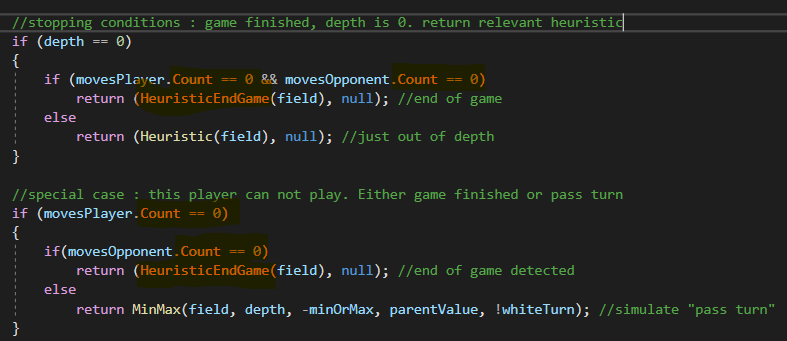 //stopping conditions : game finished, depth is 0. return relevant heuristic
if (depth == 0)
{
if (movesPlayer.Count == 0 && movesOpponent.Count == 0)
return (HeuristicEndGame(field), null); //end of game
else
return (Heuristic(field), null); //just out of depth
}
//special case : this player can not play. Either game finished or pass turn
if (movesPlayer.Count == 0)
{
if(movesOpponent.Count == 0)
return (HeuristicEndGame(field), null); //end of game detected
else
return MinMax(field, depth, -minOrMax, parentValue, !whiteTurn); //simulate "pass turn"
}